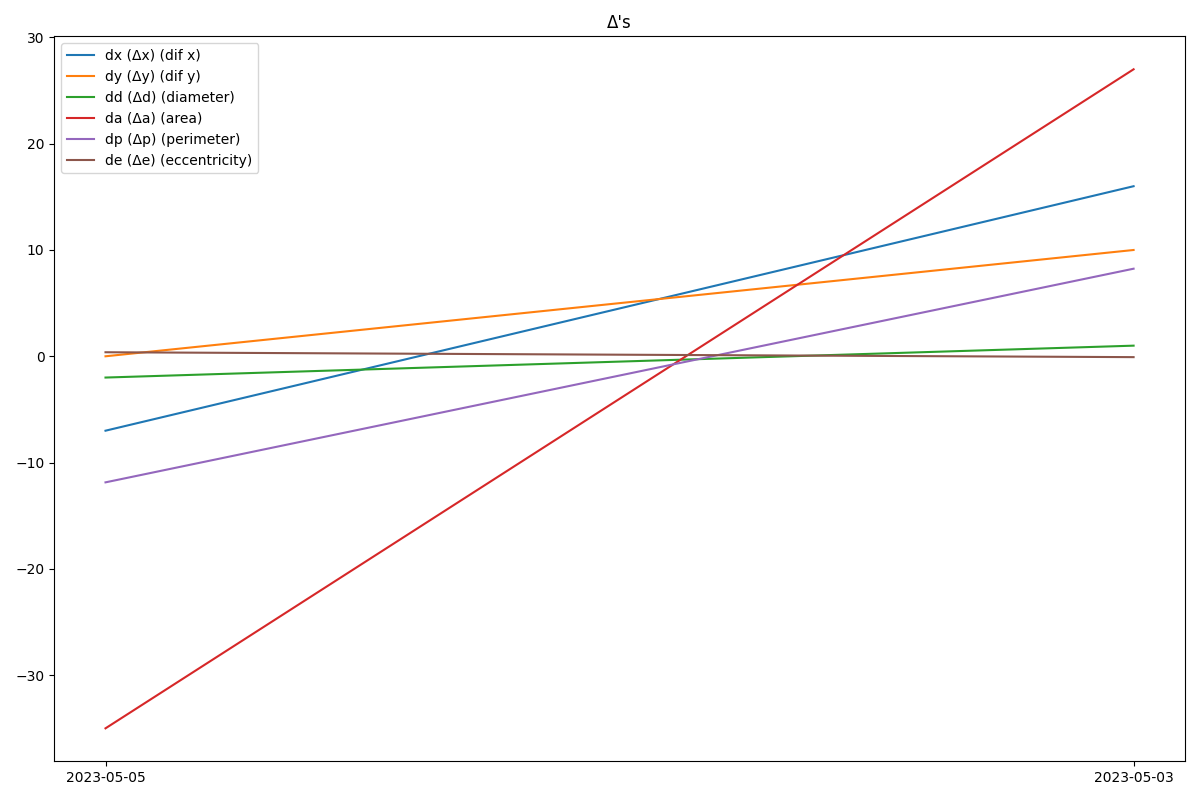 Δ's
30
20
10
0
−10
−20
−30
dx (Δx) (dif x)
dy (Δy) (dif y)
dd (Δd) (diameter)
da (Δa) (area)
dp (Δp) (perimeter)
de (Δe) (eccentricity)
2023-05-05
2023-05-03